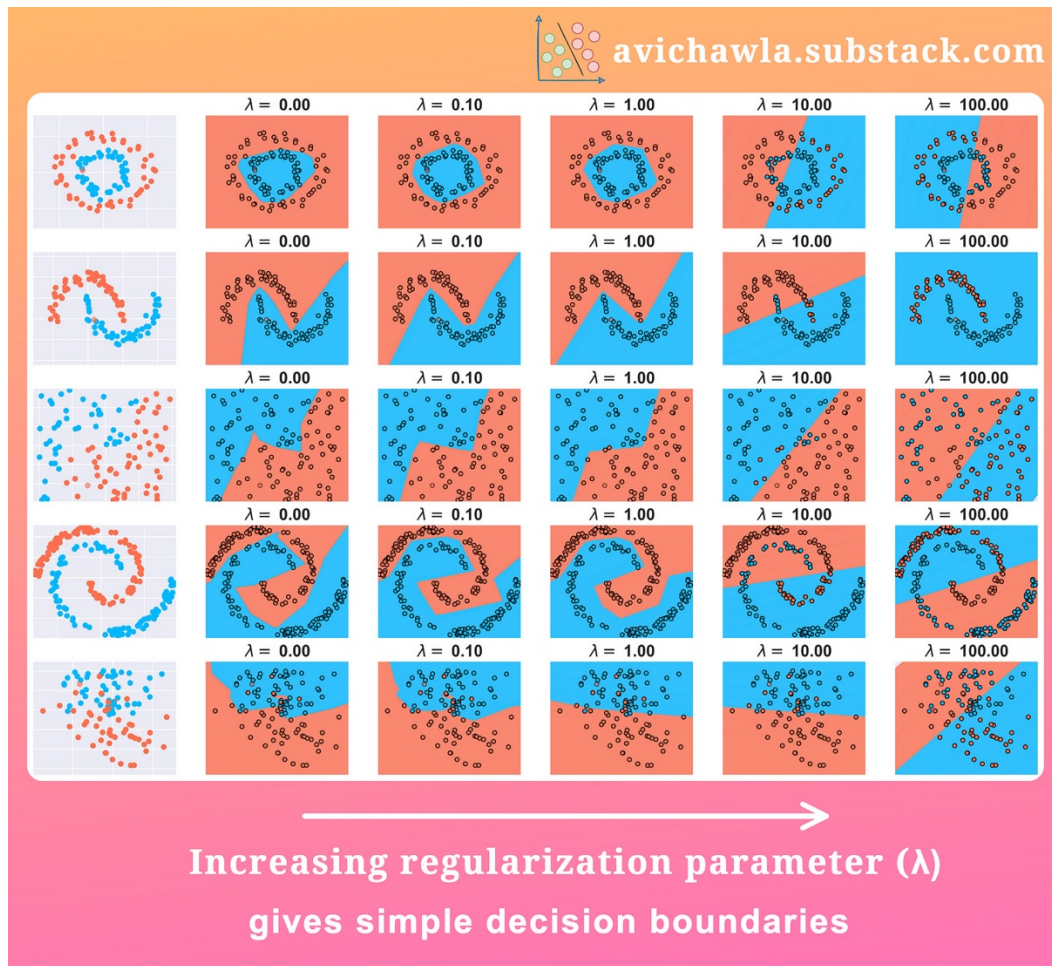 avichawla.substack.com
λ = 0.00 λ = 0.10 λ = 1.00 λ = 10.00 λ = 100.00
λ = 0.00 λ = 0.10 λ = 1.00 λ = 10.00 λ = 100.00
λ = 0.00 λ = 0.10 λ = 1.00 λ = 10.00 λ = 100.00
λ = 0.00 λ = 0.10 λ = 1.00 λ = 10.00 λ = 100.00
λ = 0.00 λ = 0.10 λ = 1.00 λ = 10.00 λ = 100.00
Increasing regularization parameter (λ)
gives simple decision boundaries